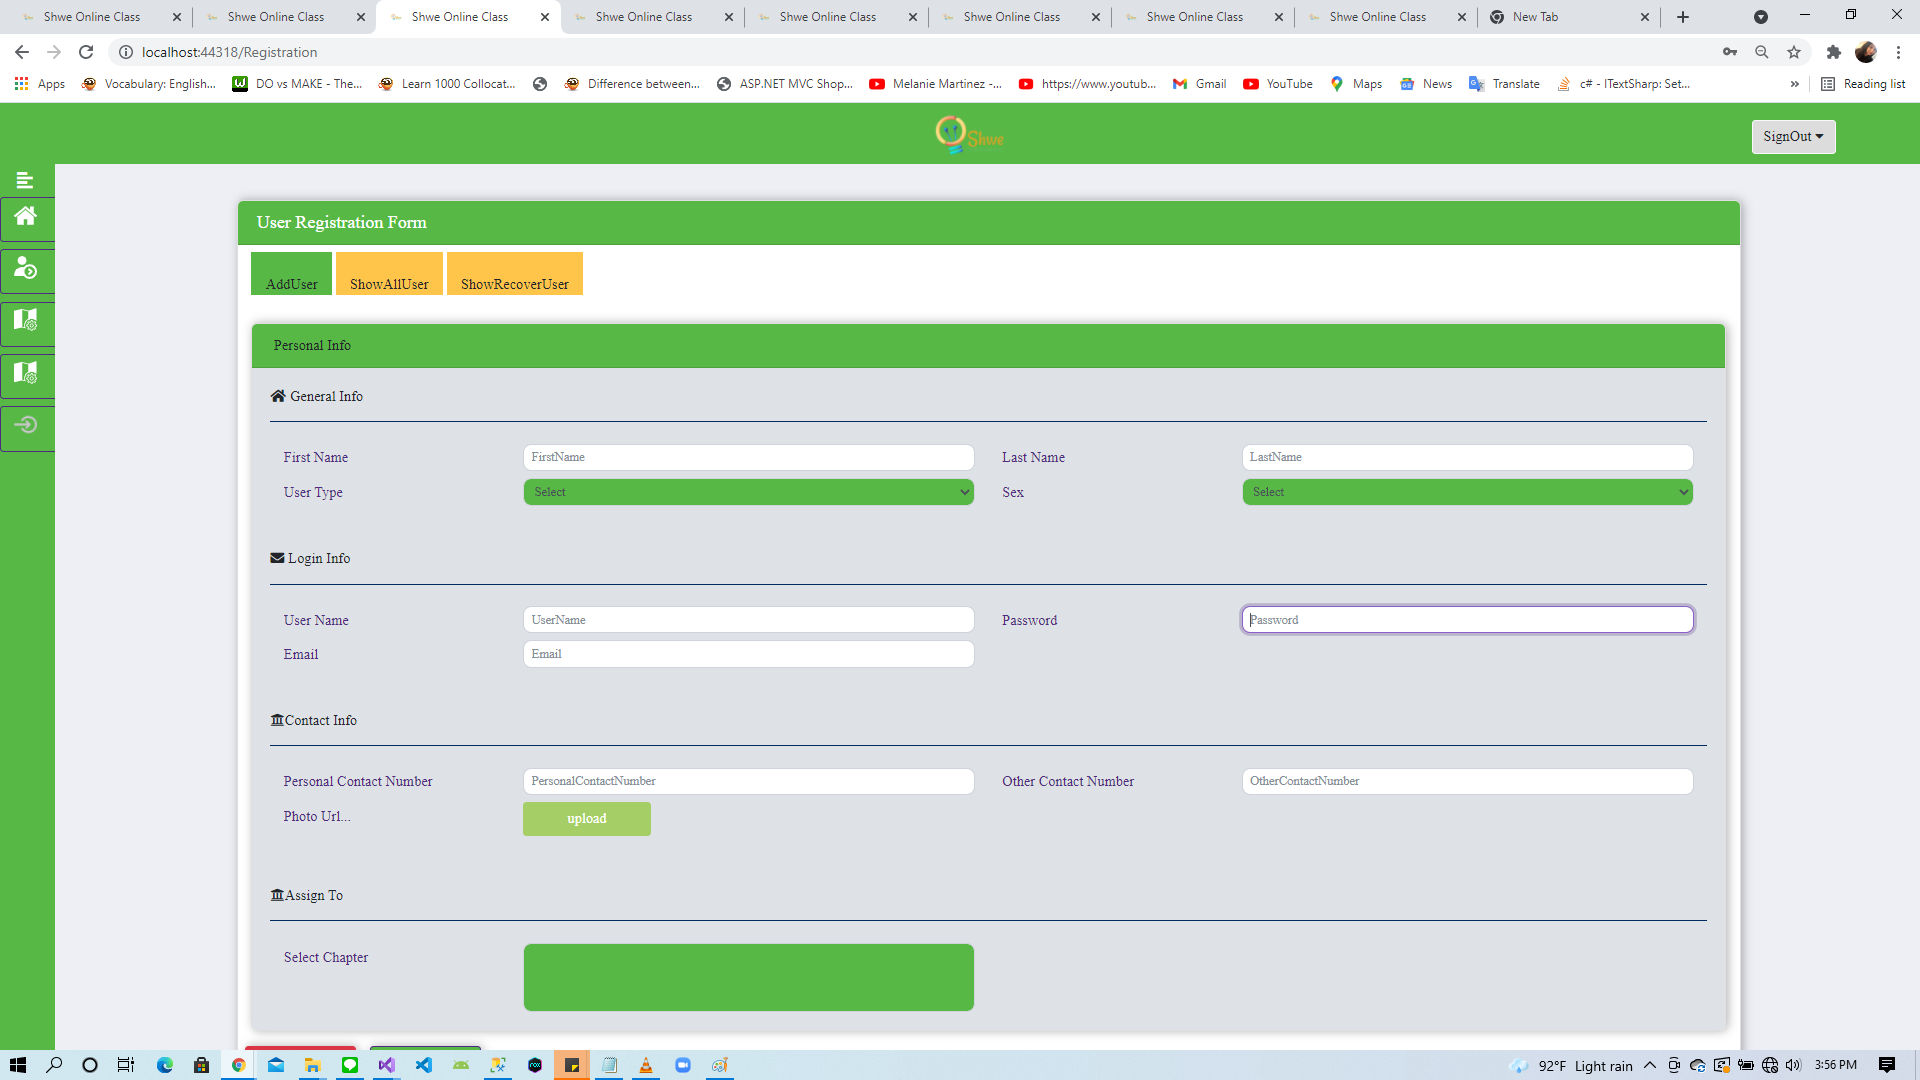 Shwe Online Class Shwe Online Class Shwe Online Class Shwe Online Class Shwe Online Class Shwe Online Class Shwe Online Class Shwe Online Class New Tab
localhost:44318/Registration
Apps Vocabulary: English... DO vs MAKE - The... Learn 1000 Collocat... Difference between... ASP.NET MVC Shop... Melanie Martinez -... https://www.youtub... Gmail YouTube Maps News Translate c# - ITextSharp: Set... » Reading list
Shwe
SignOut
User Registration Form
AddUser ShowAllUser ShowRecoverUser
Personal Info
General Info
First Name FirstName Last Name LastName
User Type Select Sex Select
Login Info
User Name UserName Password Password
Email Email
Contact Info
Personal Contact Number PersonalContactNumber Other Contact Number OtherContactNumber
Photo Url... upload
Assign To
Select Chapter
92°F Light rain 3:56 PM